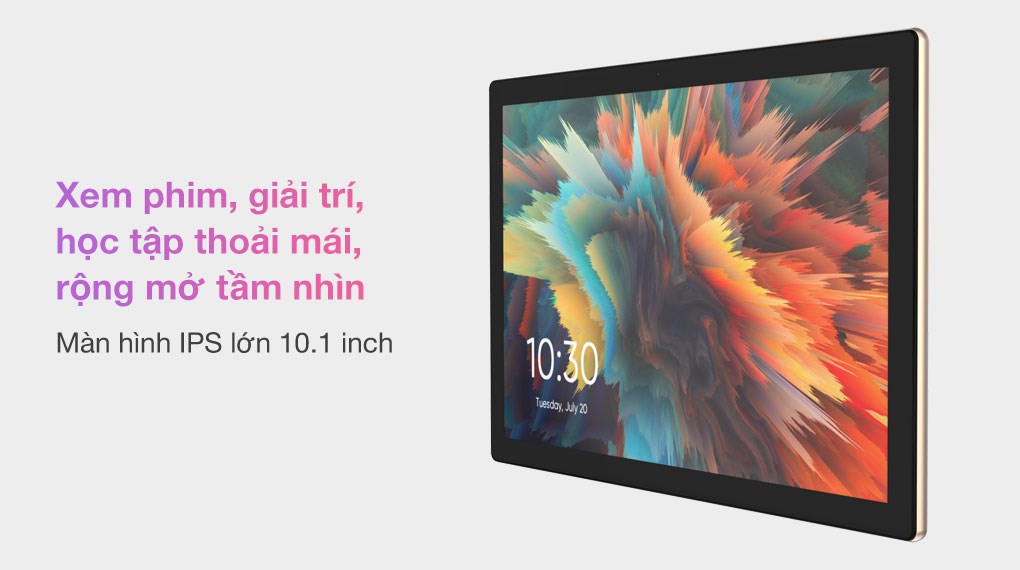 Xem phim, giải trí,
học tập thoải mái,
rộng mở tầm nhìn
Màn hình IPS lớn 10.1 inch
10:30
Tuesday, July 20